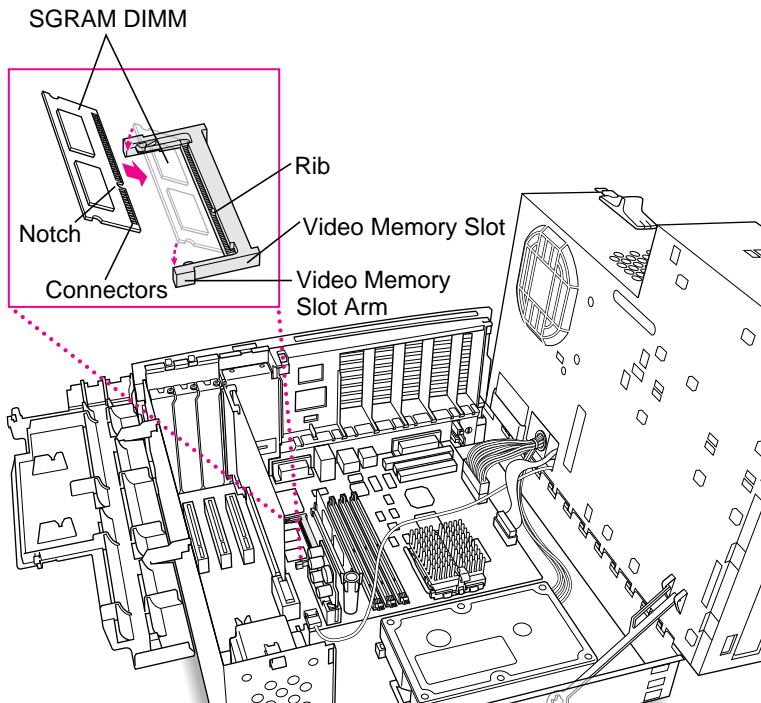 SGRAM DIMM
Rib
Notch
Video Memory Slot
Connectors
Video Memory
Slot Arm